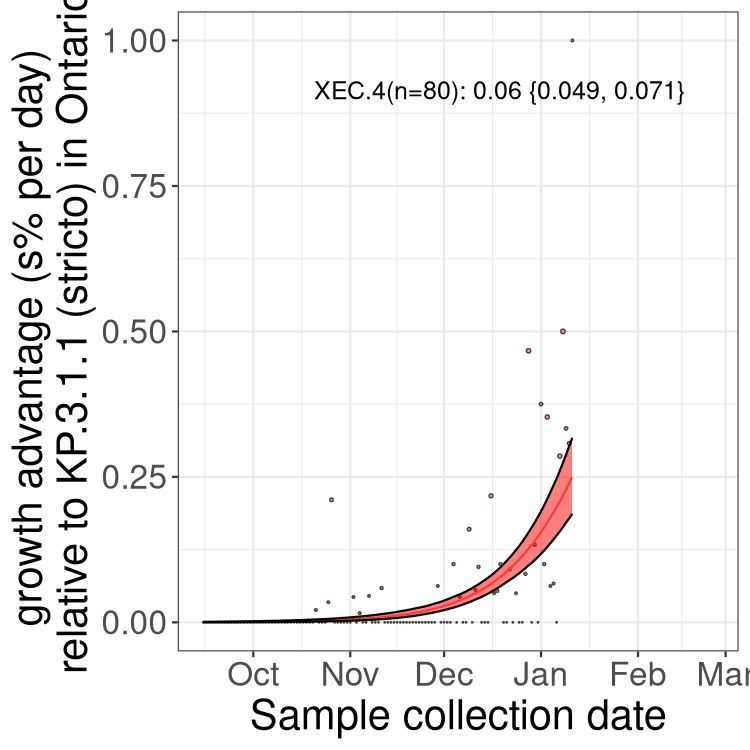 growth advantage (s% per day)
relative to KP.3.1.1 (stricto) in Ontario
1.00
0.75
0.50
0.25
0.00
XEC.4(n=80): 0.06 {0.049, 0.071}
Oct Nov Dec Jan Feb Mar
Sample collection date